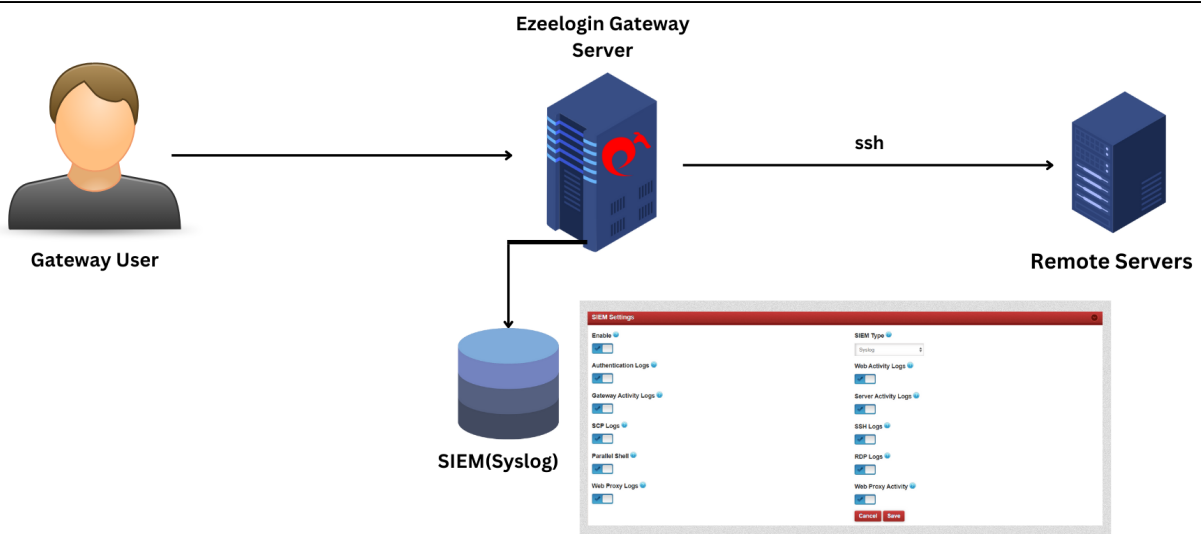 Ezeelogin Gateway
Server
ssh
Gateway User
Remote Servers
SIEM(Syslog)
SIEM Settings
Enable
SIEM Type
Syslog
Authentication Logs
Web Activity Logs
Gateway Activity Logs
Server Activity Logs
SCP Logs
SSH Logs
Parallel Shell
RDP Logs
Web Proxy Logs
Web Proxy Activity
Cancel Save